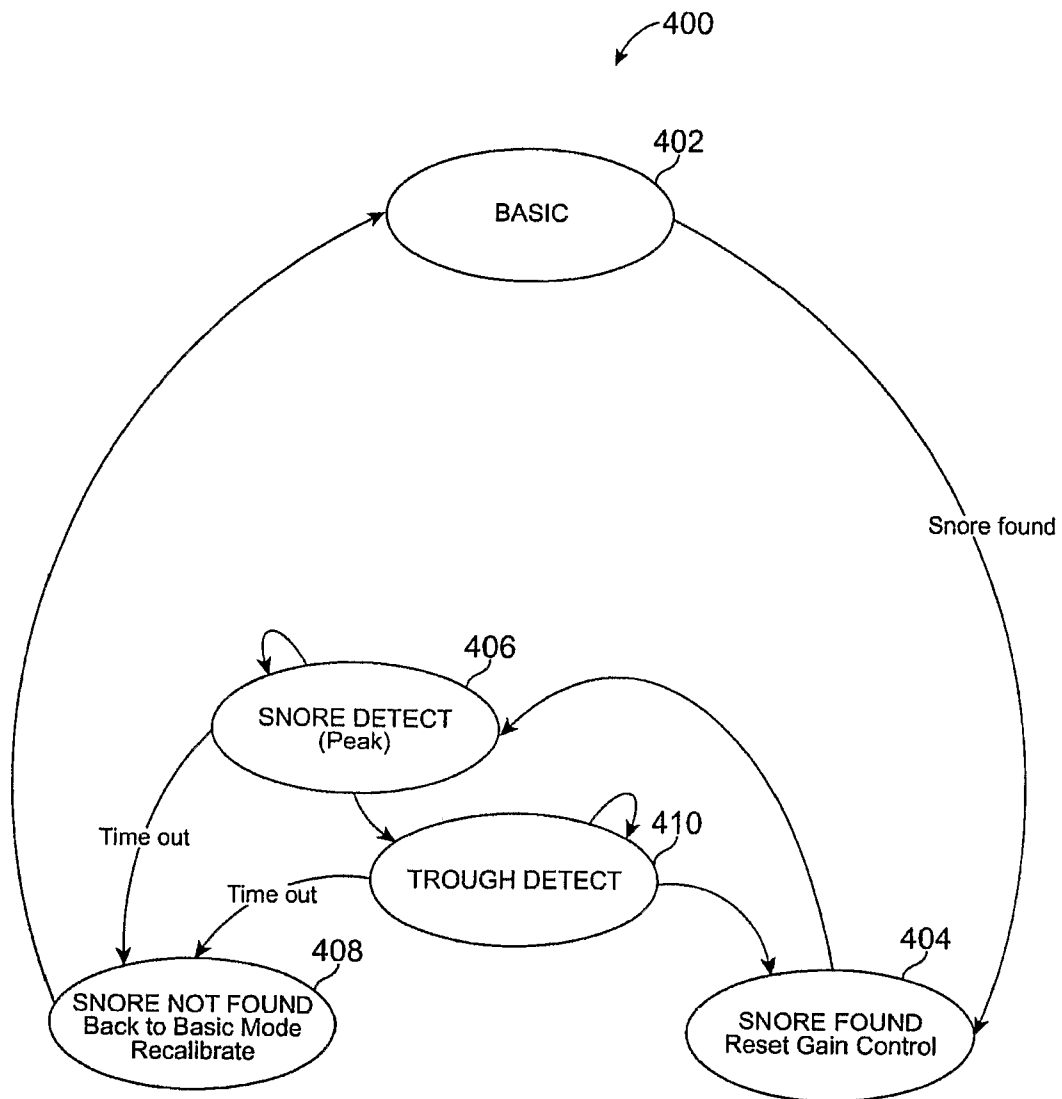 400
402
BASIC
Snore found
406
SNORE DETECT
(Peak)
410
TROUGH DETECT
Time out
Time out
408
SNORE NOT FOUND
Back to Basic Mode
Recalibrate
404
SNORE FOUND
Reset Gain Control